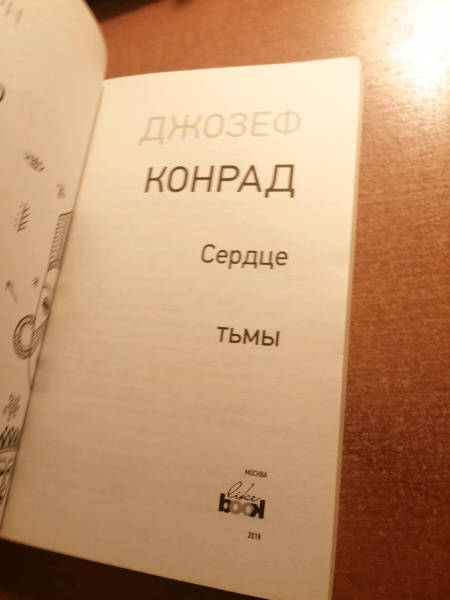 ДЖОЗЕФ
КОНРАД
Сердце
тьмы
МОСКВА
like
book
2018